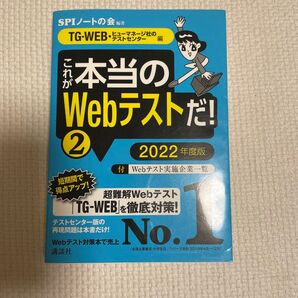 SPIノートの会 編著
TG-WEB・ヒューマネージ社のテストセンター 編
これが
本当の
Webテストだ!
2
2022年度版
付 Webテスト実施企業一覧
短期間で
得点アップ!
超難解Webテスト
「TG-WEB」を徹底対策!
テストセンター版の
再現問題は本書だけ!
Webテスト対策本で売上
No.1
講談社